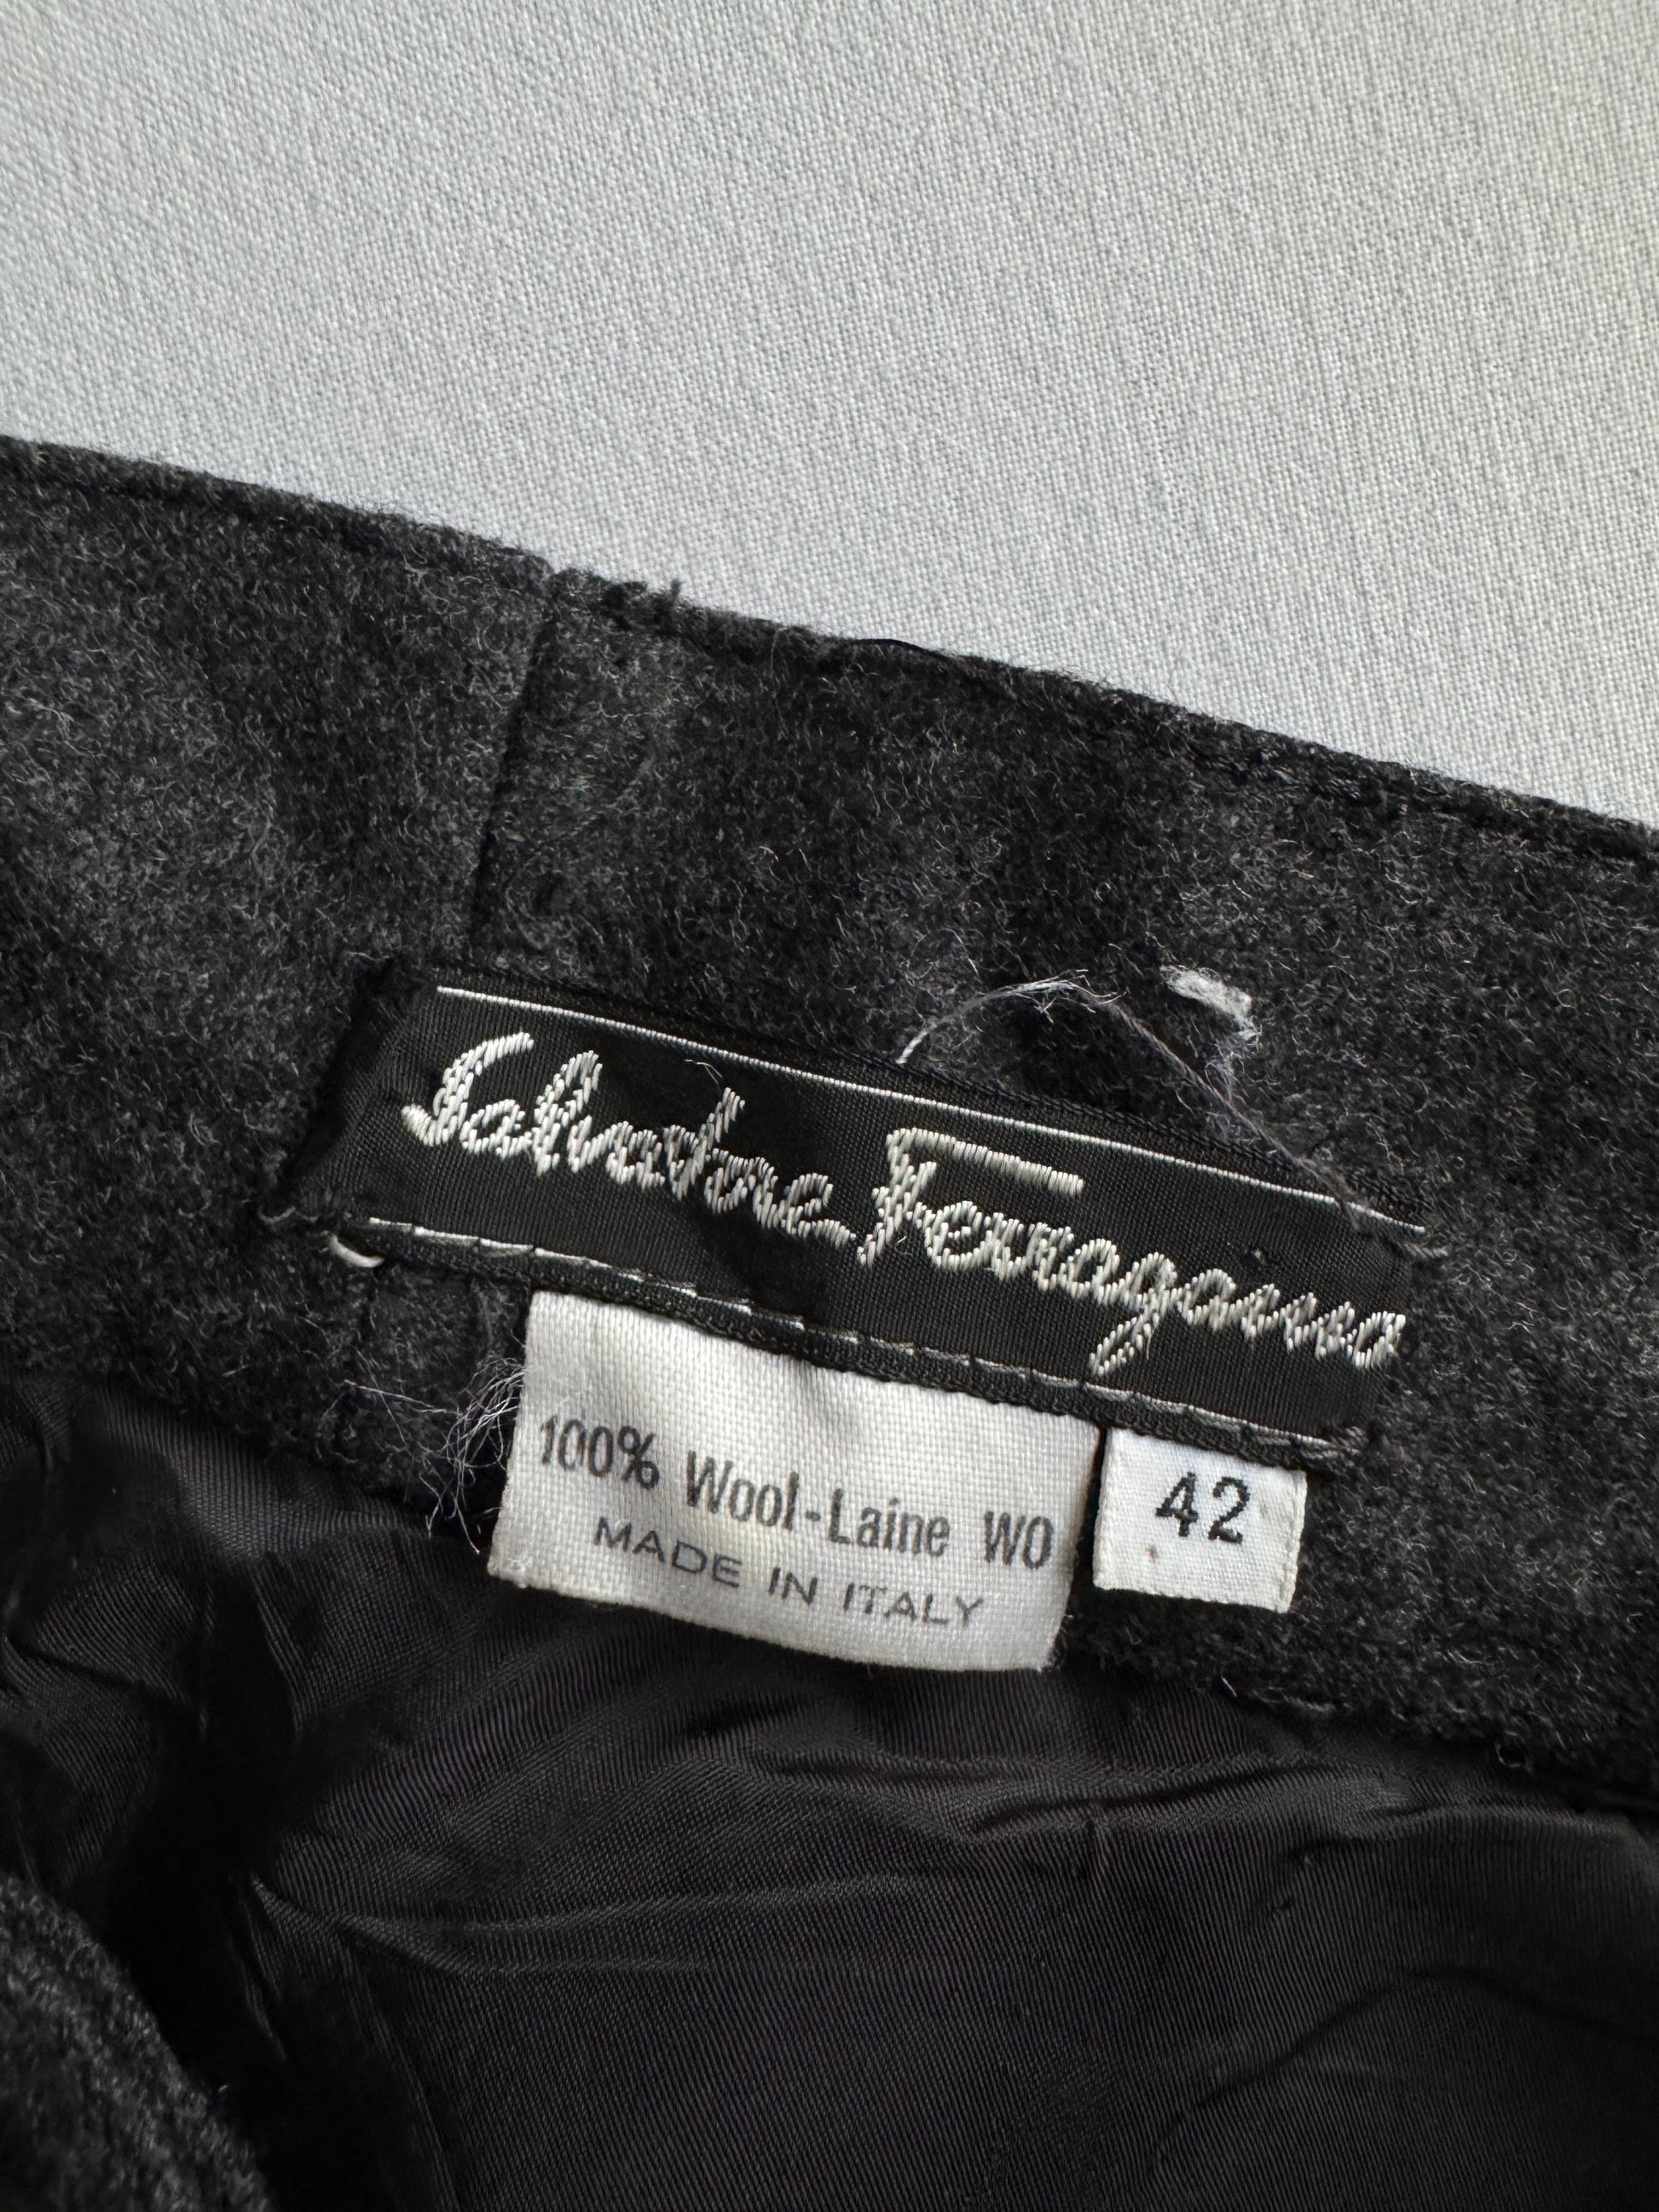 Salvatore Ferragamo
100% Wool-Laine WO
MADE IN ITALY
42